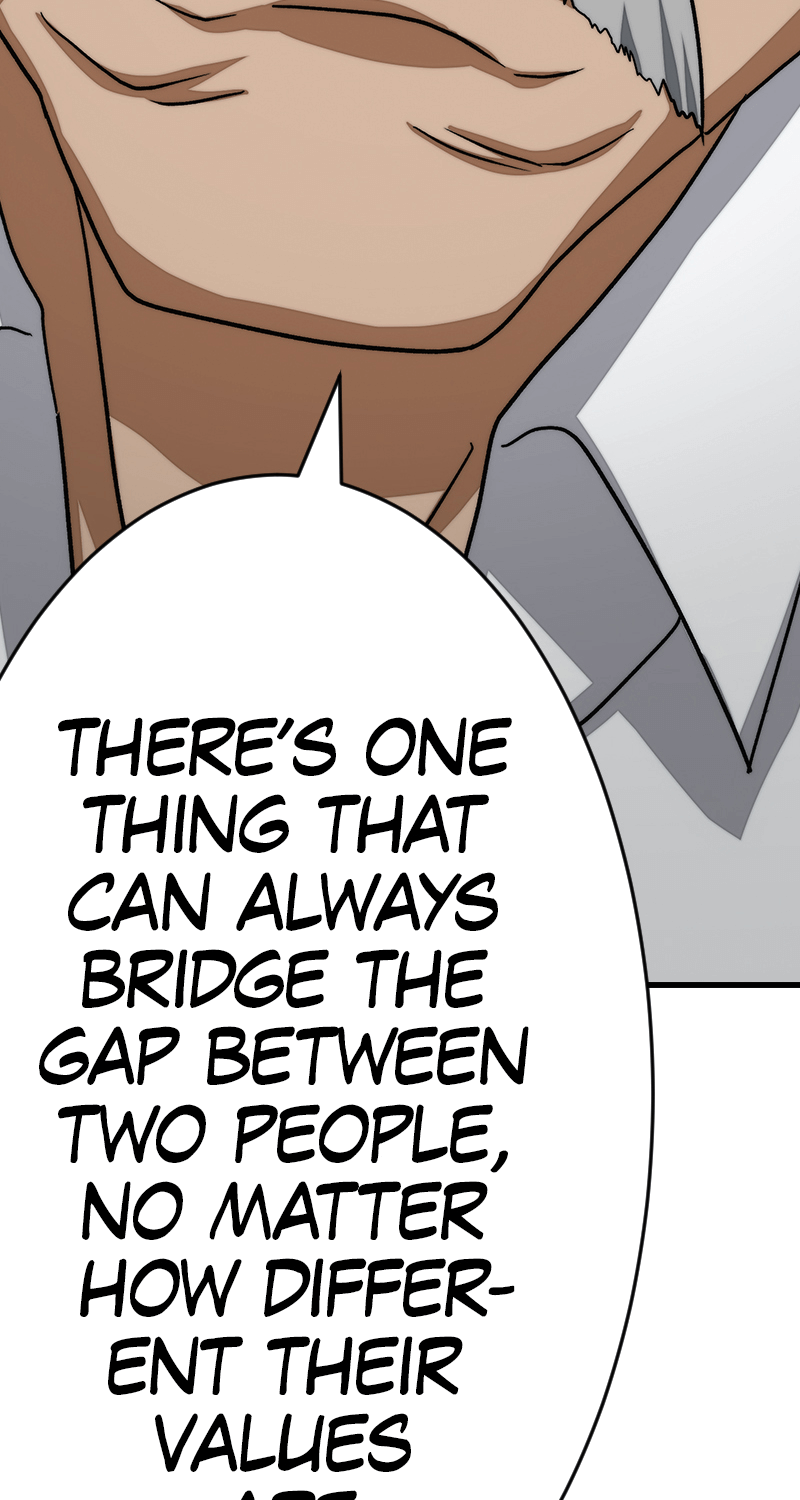 THERE'S ONE
THING THAT
CAN ALWAYS
BRIDGE THE
GAP BETWEEN
TWO PEOPLE,
NO MATTER
HOW DIFFER-
ENT THEIR
VALUES